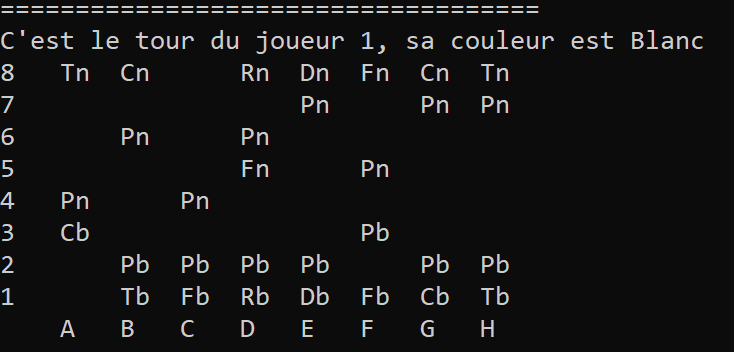 ====================================
C'est le tour du joueur 1, sa couleur est Blanc
8   Tn  Cn      Rn  Dn  Fn  Cn  Tn
7                   Pn      Pn  Pn
6       Pn      Pn
5               Fn      Pn
4   Pn      Pn
3   Cb                  Pb
2       Pb  Pb  Pb  Pb      Pb  Pb
1       Tb  Fb  Rb  Db  Fb  Cb  Tb
    A   B   C   D   E   F   G   H